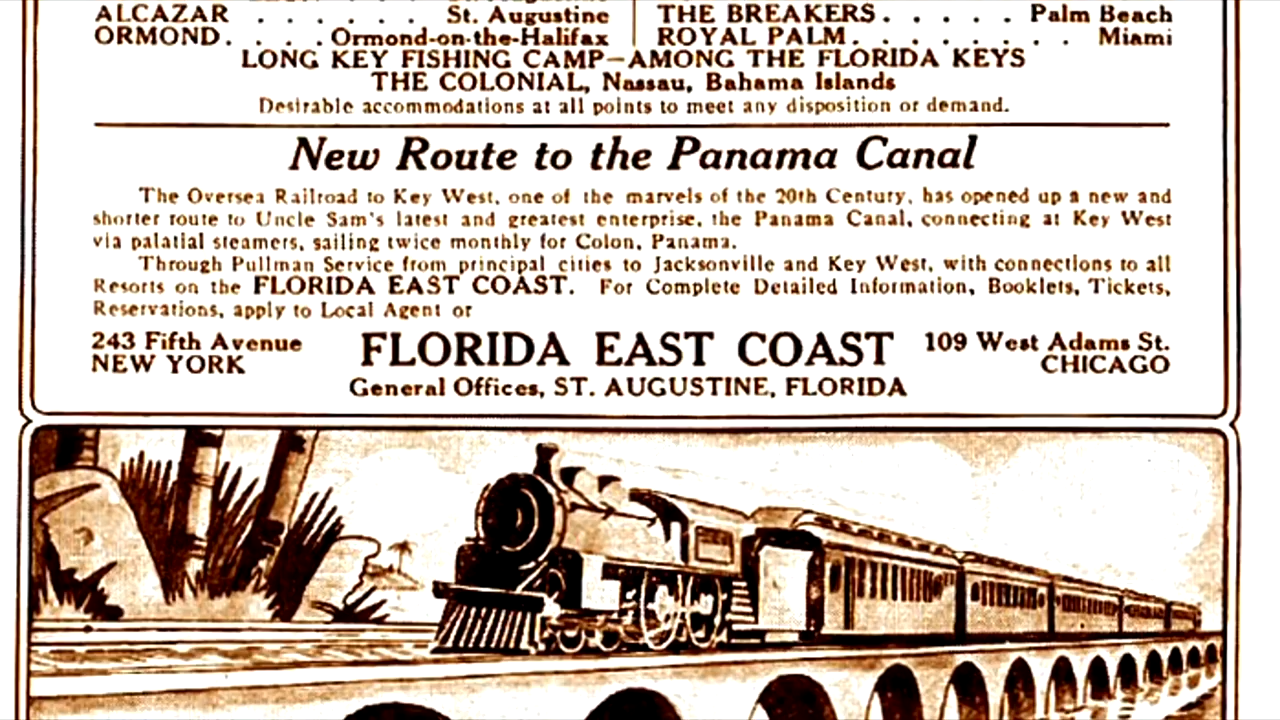 ALCAZAR . . . . . . St. Augustine
THE BREAKERS . . . . . Palm Beach
ORMOND . . . . Ormond-on-the-Halifax
ROYAL PALM . . . . . . . . Miami
LONG KEY FISHING CAMP—AMONG THE FLORIDA KEYS
THE COLONIAL, Nassau, Bahama Islands
Desirable accommodations at all points to meet any disposition or demand.
New Route to the Panama Canal
The Oversea Railroad to Key West, one of the marvels of the 20th Century, has opened up a new and
shorter route to Uncle Sam's latest and greatest enterprise, the Panama Canal, connecting at Key West
via palatial steamers, sailing twice monthly for Colon, Panama.
Through Pullman Service from principal cities to Jacksonville and Key West, with connections to all
Resorts on the FLORIDA EAST COAST. For Complete Detailed Information, Booklets, Tickets,
Reservations, apply to Local Agent or
243 Fifth Avenue
NEW YORK
FLORIDA EAST COAST
General Offices, ST. AUGUSTINE, FLORIDA
109 West Adams St.
CHICAGO